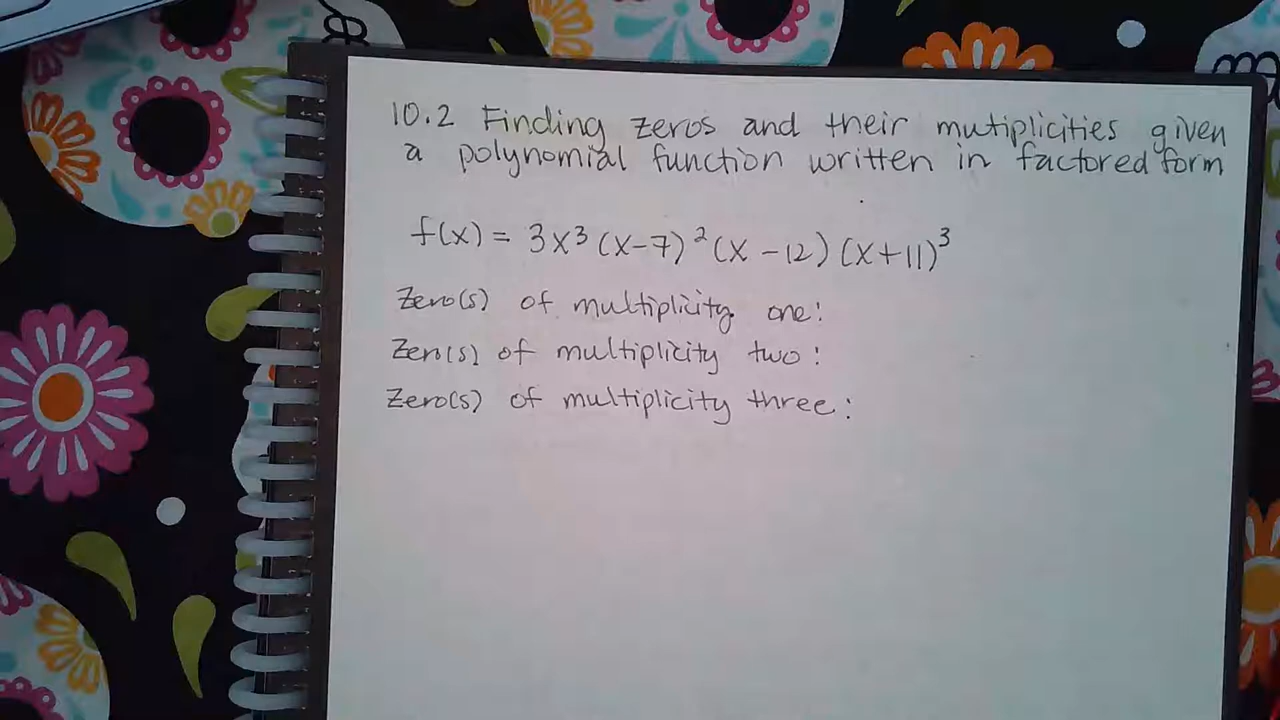 10.2 Finding zeros and their mutiplicities given
a polynomial function written in factored form
f(x) = 3x³ (x-7)² (x-12) (x+11)³
Zero(s) of multiplicity one:
Zero(s) of multiplicity two:
Zero(s) of multiplicity three: